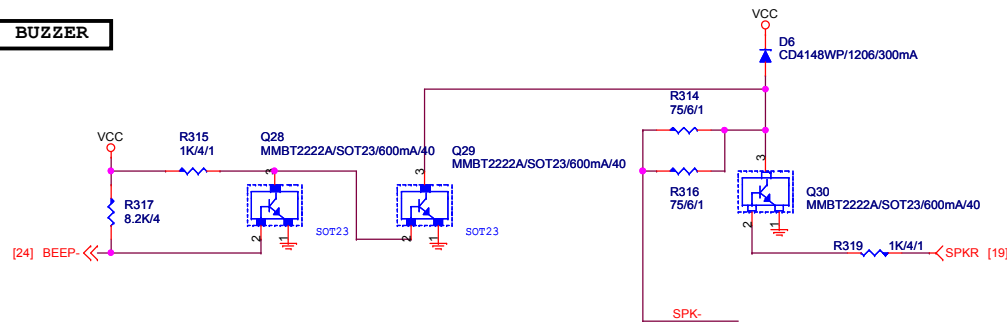 BUZZER
VCC
D6
CD4148WP/1206/300mA
R314
75/6/1
VCC
R315
1K/4/1
Q28
MMBT2222A/SOT23/600mA/40
Q29
MMBT2222A/SOT23/600mA/40
3
3
3
R316
75/6/1
Q30
MMBT2222A/SOT23/600mA/40
R317
8.2K/4
2
1
SOT23
2
1
SOT23
2
1
[24] BEEP-
R319
1K/4/1
SPKR [19]
SPK-